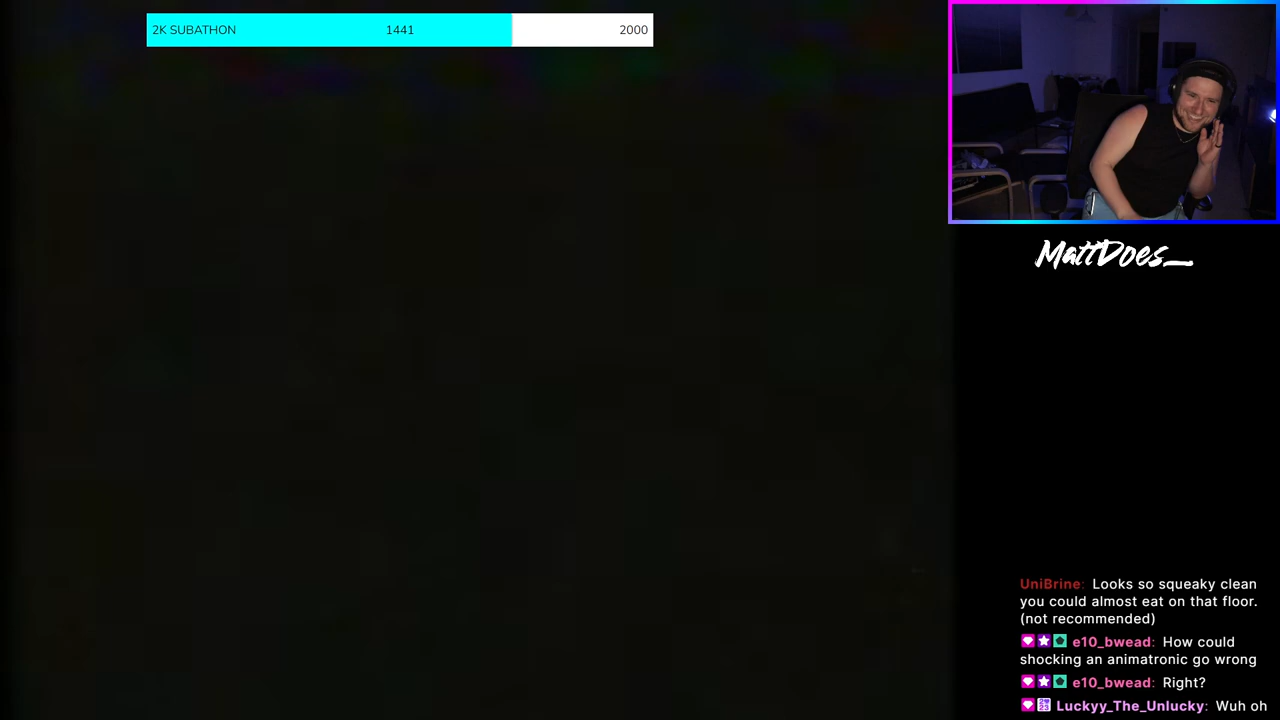 2K SUBATHON 1441 2000
MattDoes_
UniBrine: Looks so squeaky clean
you could almost eat on that floor.
(not recommended)
e10_bwead: How could
shocking an animatronic go wrong
e10_bwead: Right?
Luckyy_The_Unlucky: Wuh oh